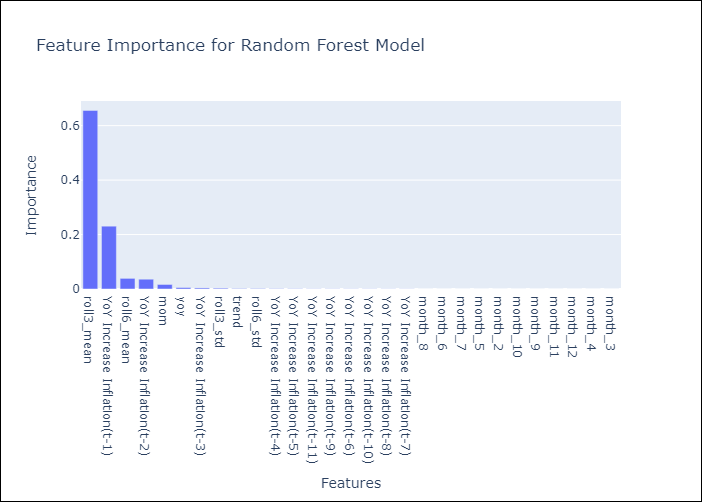 Feature Importance for Random Forest Model
Importance
0.6
0.4
0.2
0
roll3_mean
YoY Increase Inflation(t-1)
roll6_mean
YoY Increase Inflation(t-2)
mom
yoy
YoY Increase Inflation(t-3)
roll3_std
trend
roll6_std
YoY Increase Inflation(t-4)
YoY Increase Inflation(t-5)
YoY Increase Inflation(t-11)
YoY Increase Inflation(t-9)
YoY Increase Inflation(t-6)
YoY Increase Inflation(t-10)
YoY Increase Inflation(t-8)
YoY Increase Inflation(t-7)
month_8
month_6
month_7
month_5
month_2
month_10
month_9
month_11
month_12
month_4
month_3
Features